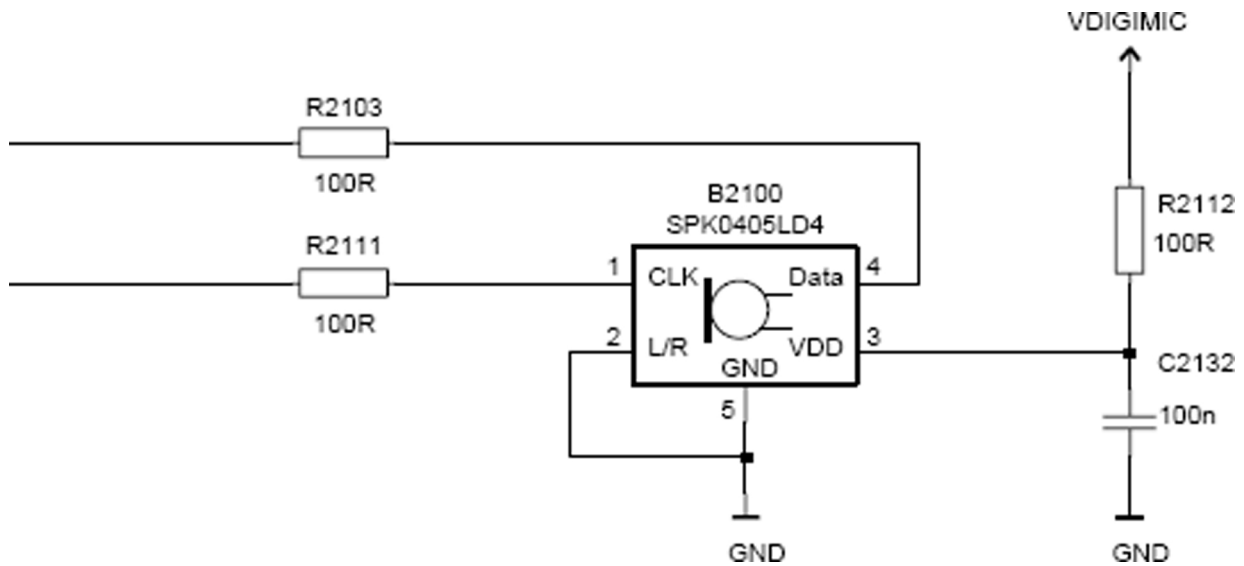 VDIGIMIC
R2103
100R
B2100
SPK0405LD4
R2112
100R
R2111
100R
1
CLK
Data
4
2
L/R
VDD
3
GND
5
C2132
100n
GND
GND